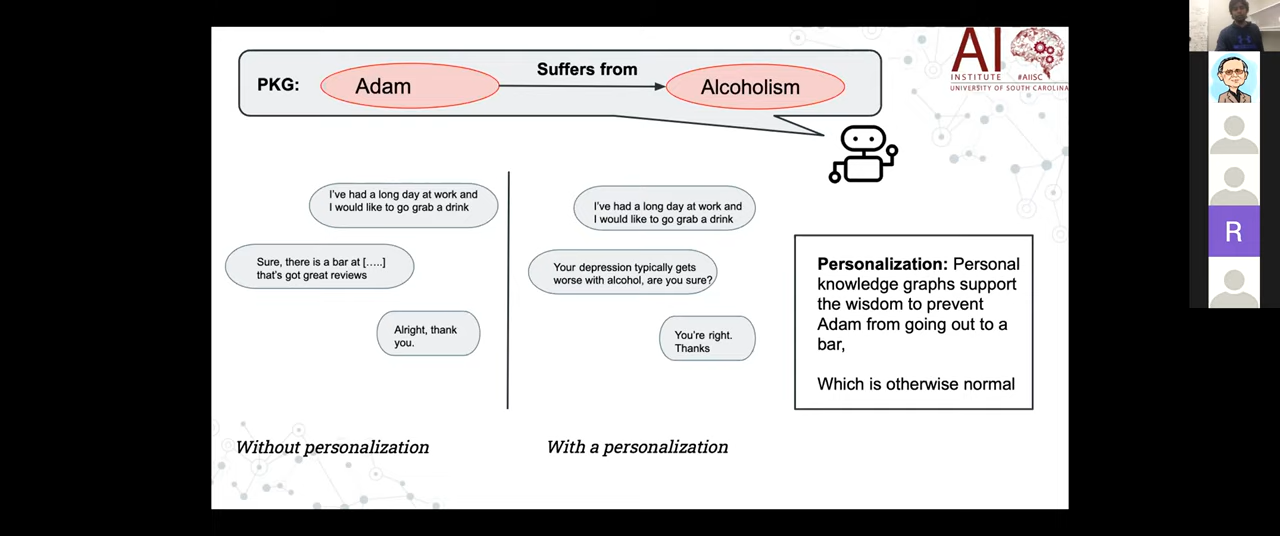 PKG:
Adam
Suffers from
Alcoholism
AI
INSTITUTE
#AIISC
UNIVERSITY OF SOUTH CAROLINA
I've had a long day at work and
I would like to go grab a drink
Sure, there is a bar at [.....]
that's got great reviews
Alright, thank
you.
Without personalization
I've had a long day at work and
I would like to go grab a drink
Your depression typically gets
worse with alcohol, are you sure?
You're right.
Thanks
With a personalization
Personalization: Personal
knowledge graphs support
the wisdom to prevent
Adam from going out to a
bar,
Which is otherwise normal
R